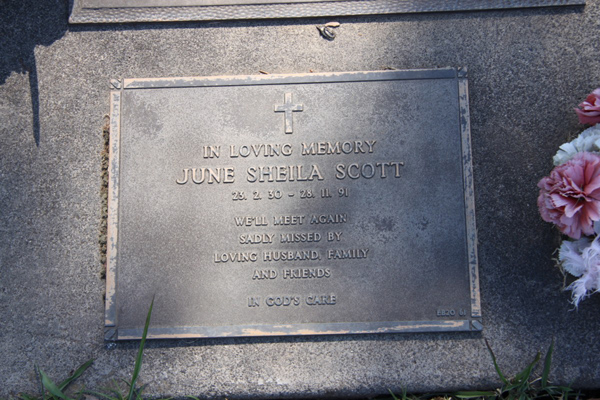 IN LOVING MEMORY
JUNE SHEILA SCOTT
23. 2. 30 - 28. 11. 91
WE'LL MEET AGAIN
SADLY MISSED BY
LOVING HUSBAND, FAMILY
AND FRIENDS
IN GOD'S CARE